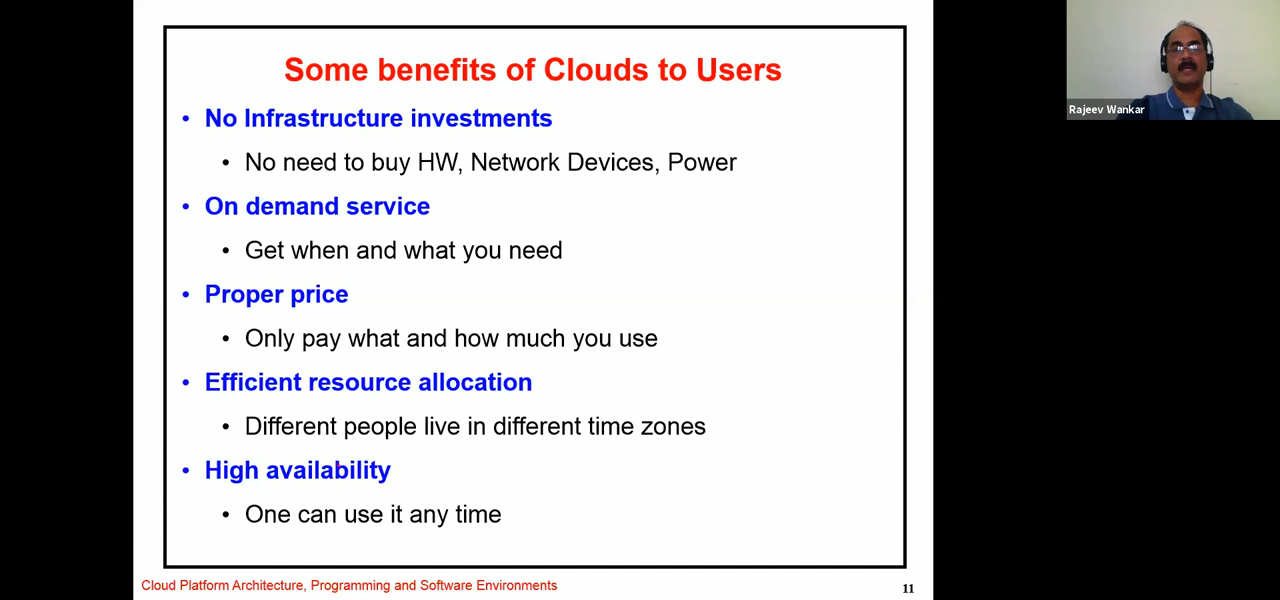 Some benefits of Clouds to Users
• No Infrastructure investments
• No need to buy HW, Network Devices, Power
• On demand service
• Get when and what you need
• Proper price
• Only pay what and how much you use
• Efficient resource allocation
• Different people live in different time zones
• High availability
• One can use it any time
Cloud Platform Architecture, Programming and Software Environments
11
Rajeev Wankar